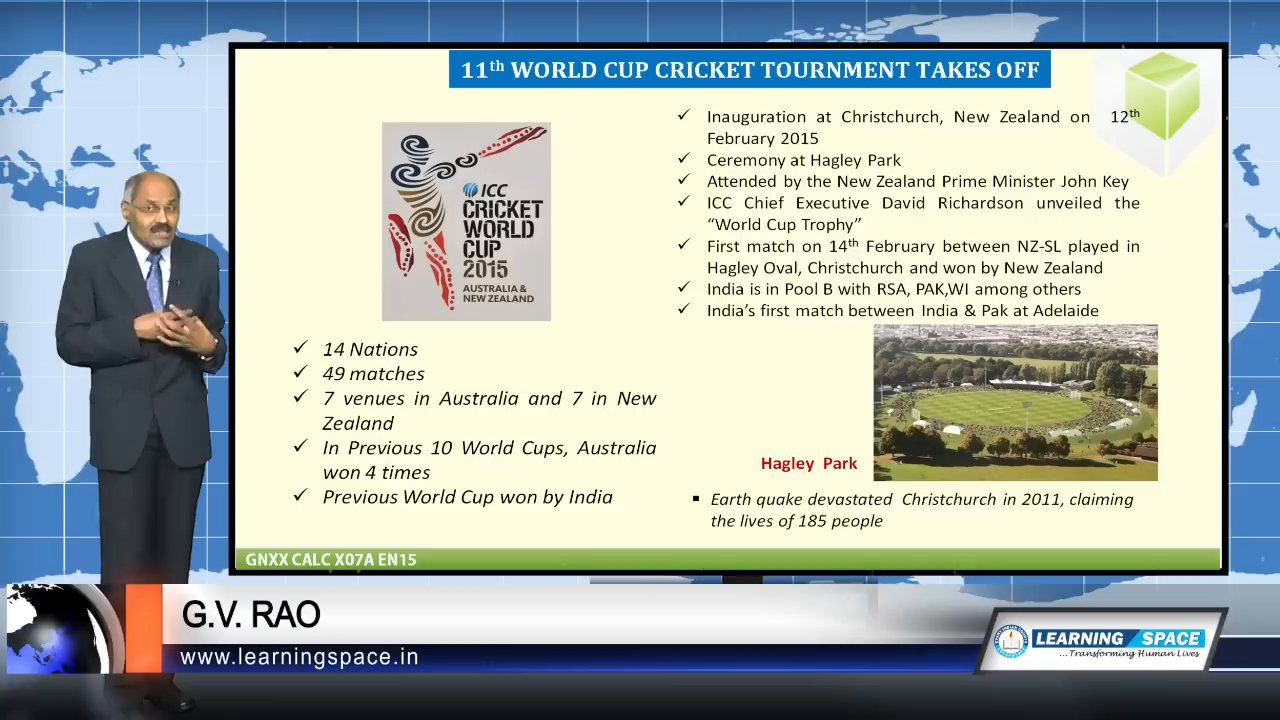 11th WORLD CUP CRICKET TOURNMENT TAKES OFF
ICC
CRICKET
WORLD
CUP
2015
AUSTRALIA &
NEW ZEALAND
✓ 14 Nations
✓ 49 matches
✓ 7 venues in Australia and 7 in New
Zealand
✓ In Previous 10 World Cups, Australia
won 4 times
✓ Previous World Cup won by India
✓ Inauguration at Christchurch, New Zealand on 12th
February 2015
✓ Ceremony at Hagley Park
✓ Attended by the New Zealand Prime Minister John Key
✓ ICC Chief Executive David Richardson unveiled the
“World Cup Trophy”
✓ First match on 14th February between NZ-SL played in
Hagley Oval, Christchurch and won by New Zealand
✓ India is in Pool B with RSA, PAK,WI among others
✓ India’s first match between India & Pak at Adelaide
Hagley Park
▪ Earth quake devastated Christchurch in 2011, claiming
the lives of 185 people
GNXX CALC X07A EN15
G.V. RAO
www.learningspace.in
LEARNING SPACE
...Transforming Human Lives